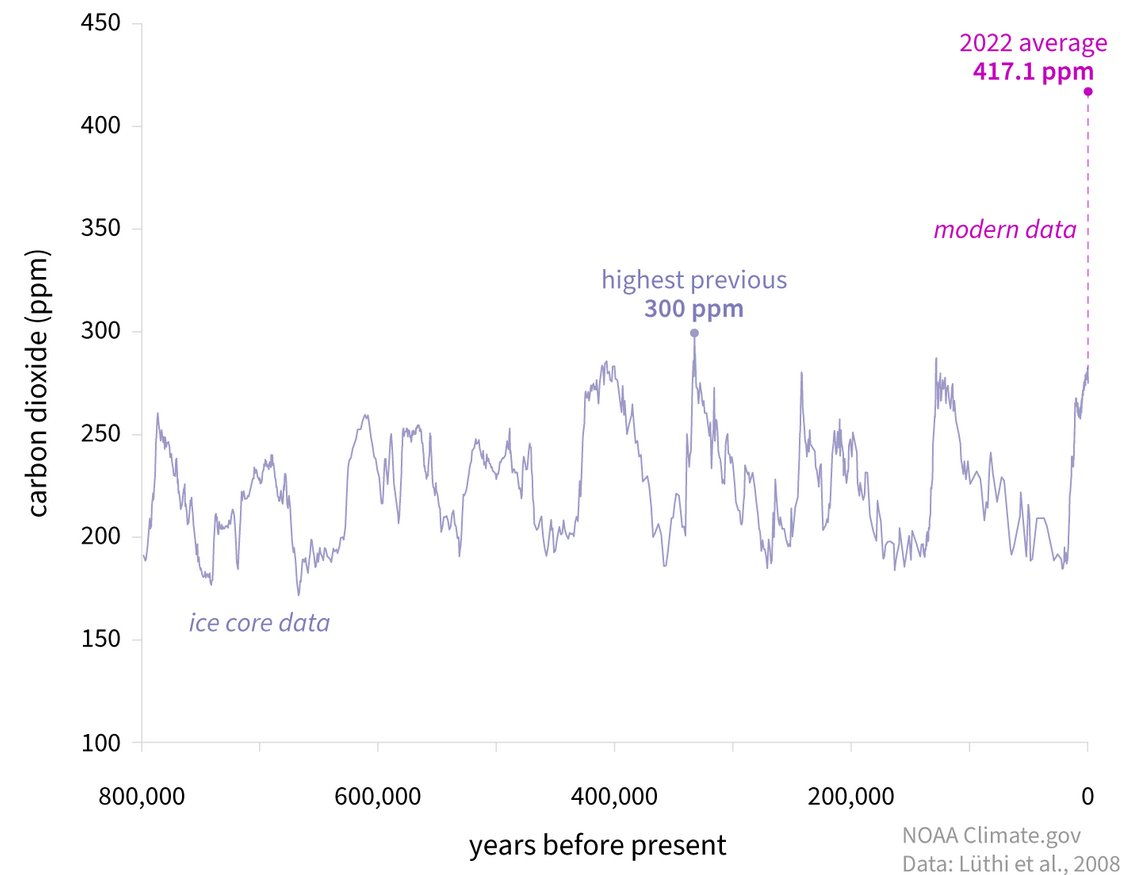 450
2022 average
417.1 ppm
400
350
modern data
carbon dioxide (ppm)
highest previous
300 ppm
300
250
200
ice core data
150
100
800,000 600,000 400,000 200,000 0
years before present
NOAA Climate.gov
Data: Lüthi et al., 2008